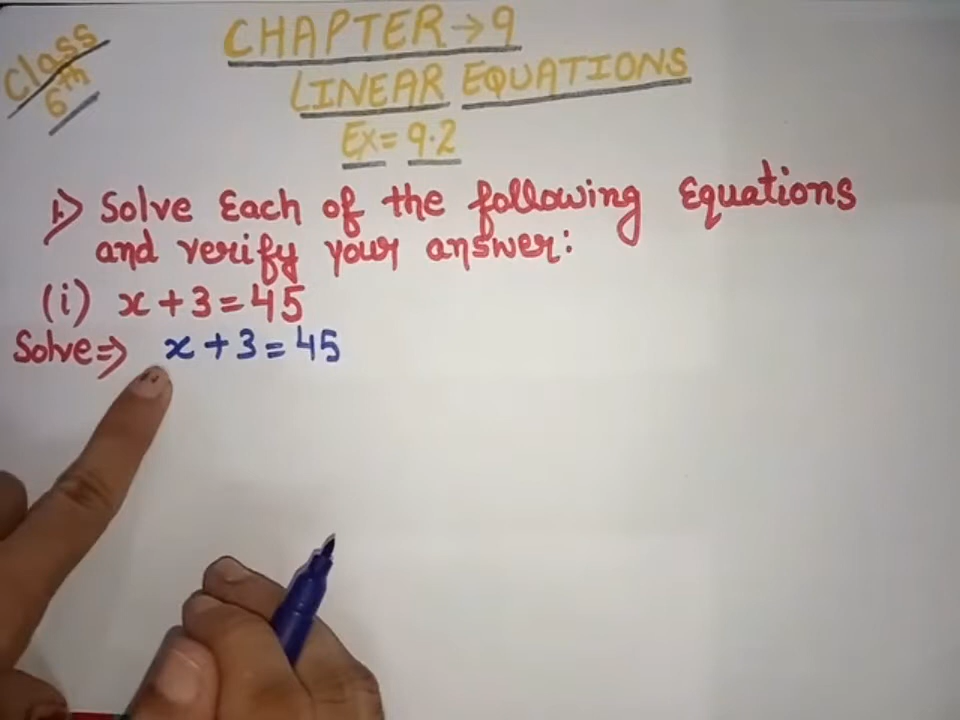 Class 6th
CHAPTER→9
LINEAR EQUATIONS
Ex= 9.2
1.> Solve Each of the following Equations
and verify your answer:
(i) x+3=45
Solve=> x+3=45